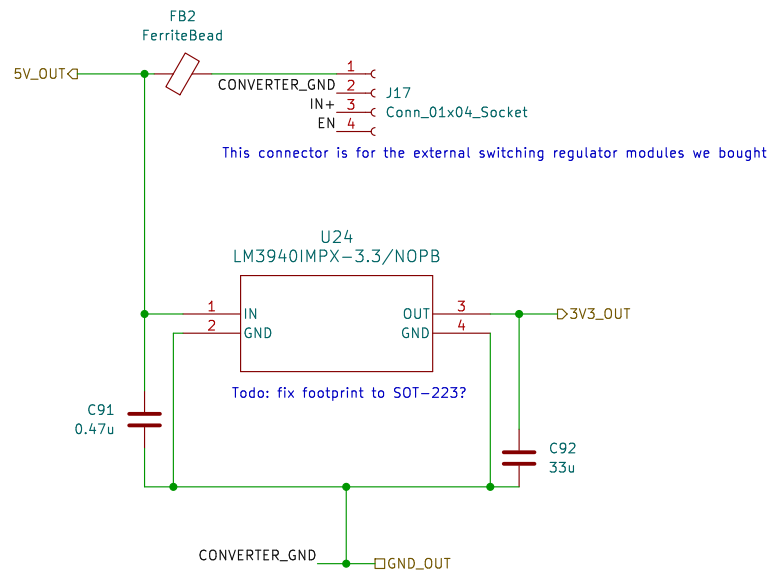 FB2
FerriteBead
5V_OUT
1
CONVERTER_GND
2
J17
IN+
3
Conn_01x04_Socket
EN
4
This connector is for the external switching regulator modules we bought
U24
LM3940IMPX-3.3/NOPB
1
IN
OUT
3
3V3_OUT
2
GND
GND
4
Todo: fix footprint to SOT-223?
C91
0.47u
C92
33u
CONVERTER_GND
GND_OUT